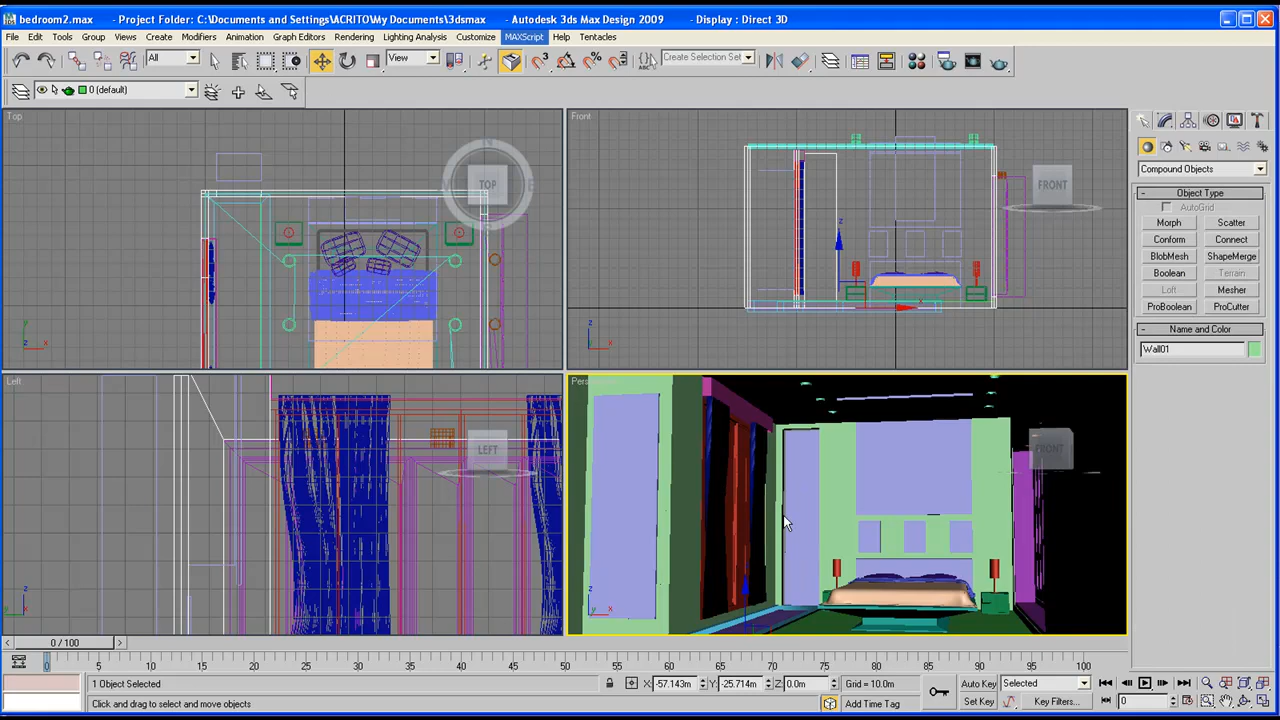 bedroom2.max - Project Folder: C:\Documents and Settings\ACRITO\My Documents\3dsmax - Autodesk 3ds Max Design 2009 - Display : Direct 3D
File Edit Tools Group Views Create Modifiers Animation Graph Editors Rendering Lighting Analysis Customize MAXScript Help Tentacles
All View Create Selection Set
0 (default)
Top Front
TOP FRONT
Compound Objects
Object Type
AutoGrid
Morph Scatter
Conform Connect
BlobMesh ShapeMerge
Boolean Terrain
Loft Mesher
ProBoolean ProCutter
Name and Color
Wall01
Left
LEFT FRONT
0 / 100
0 5 10 15 20 25 30 35 40 45 50 55 60 65 70 75 80 85 90 95 100
1 Object Selected X: -57.143m Y: -25.714m Z: 0.0m Grid = 10.0m Auto Key Selected
Click and drag to select and move objects Add Time Tag Set Key Key Filters... 0